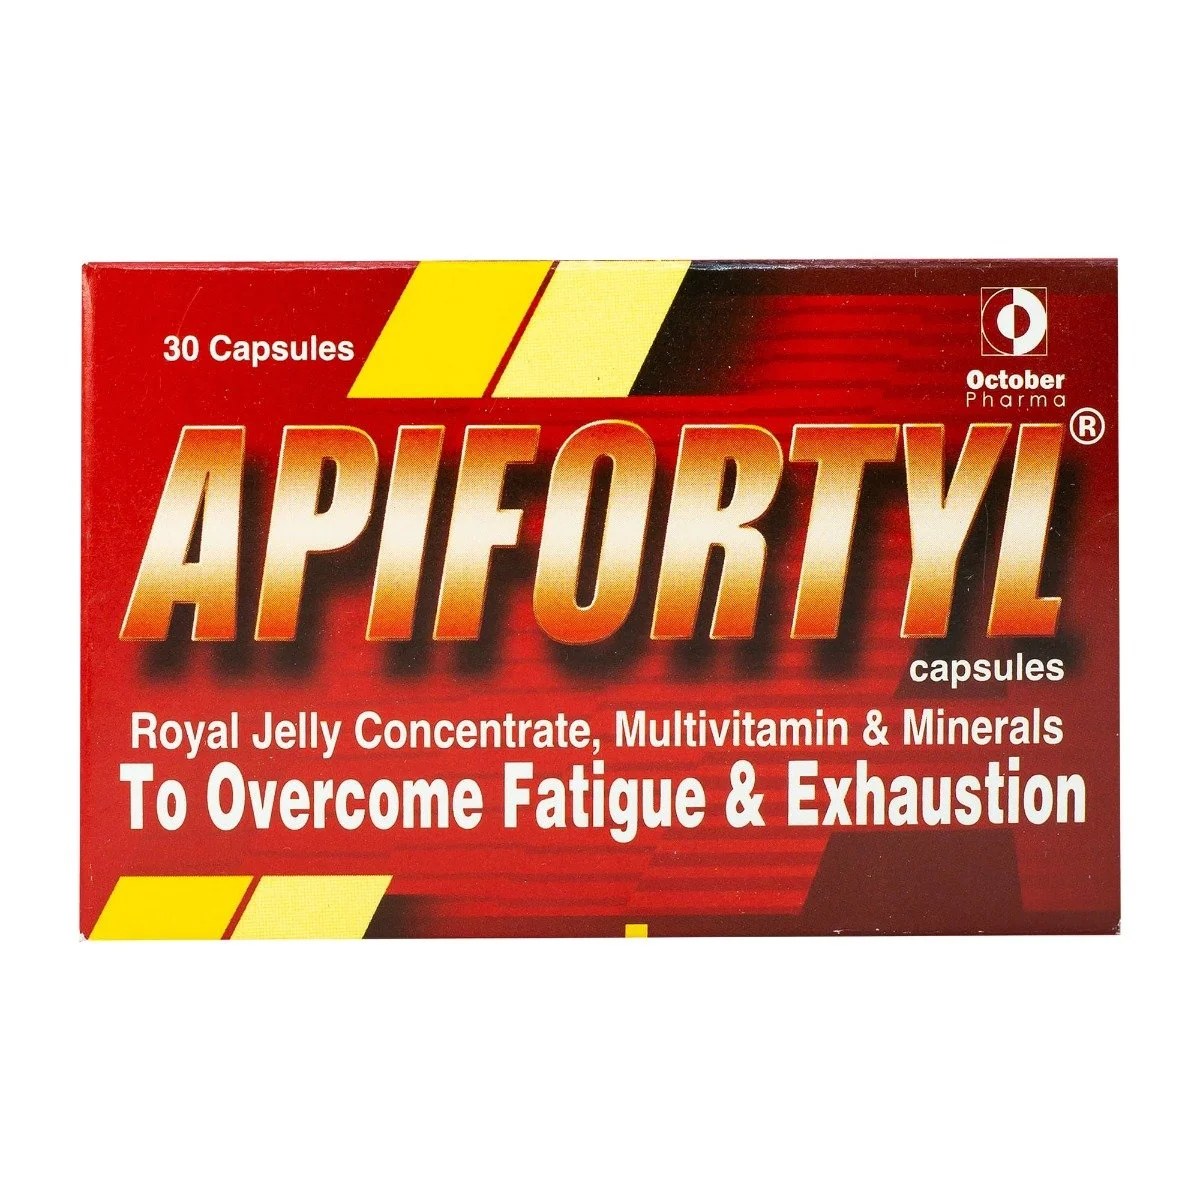 30 Capsules
October
Pharma
APIFORTYL®
capsules
Royal Jelly Concentrate, Multivitamin & Minerals
To Overcome Fatigue & Exhaustion